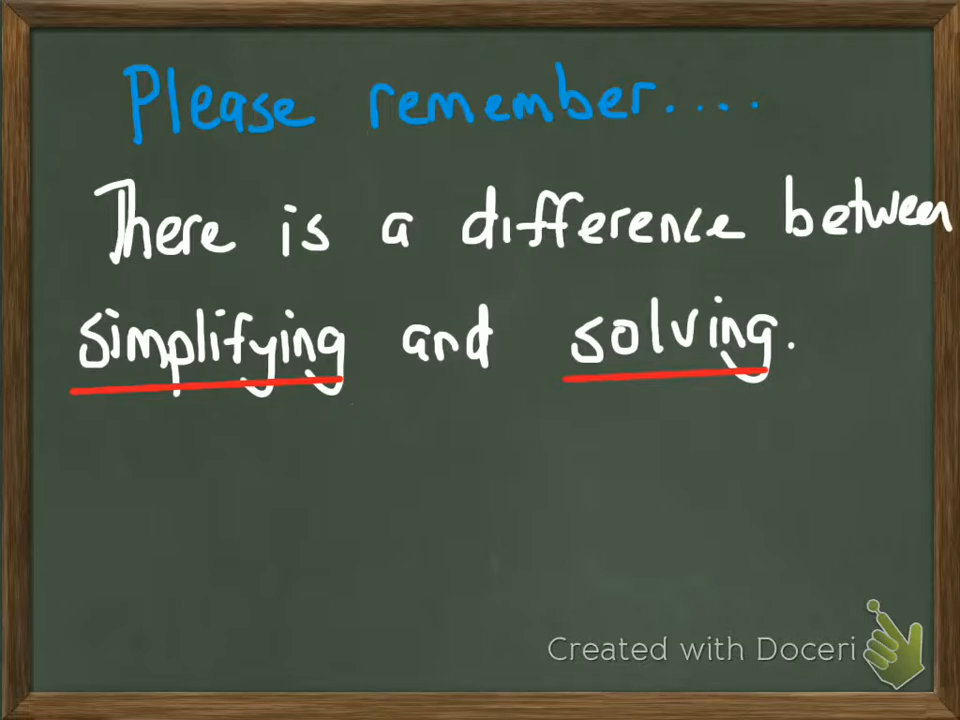 Please remember....
There is a difference between
simplifying and solving.
Created with Doceri